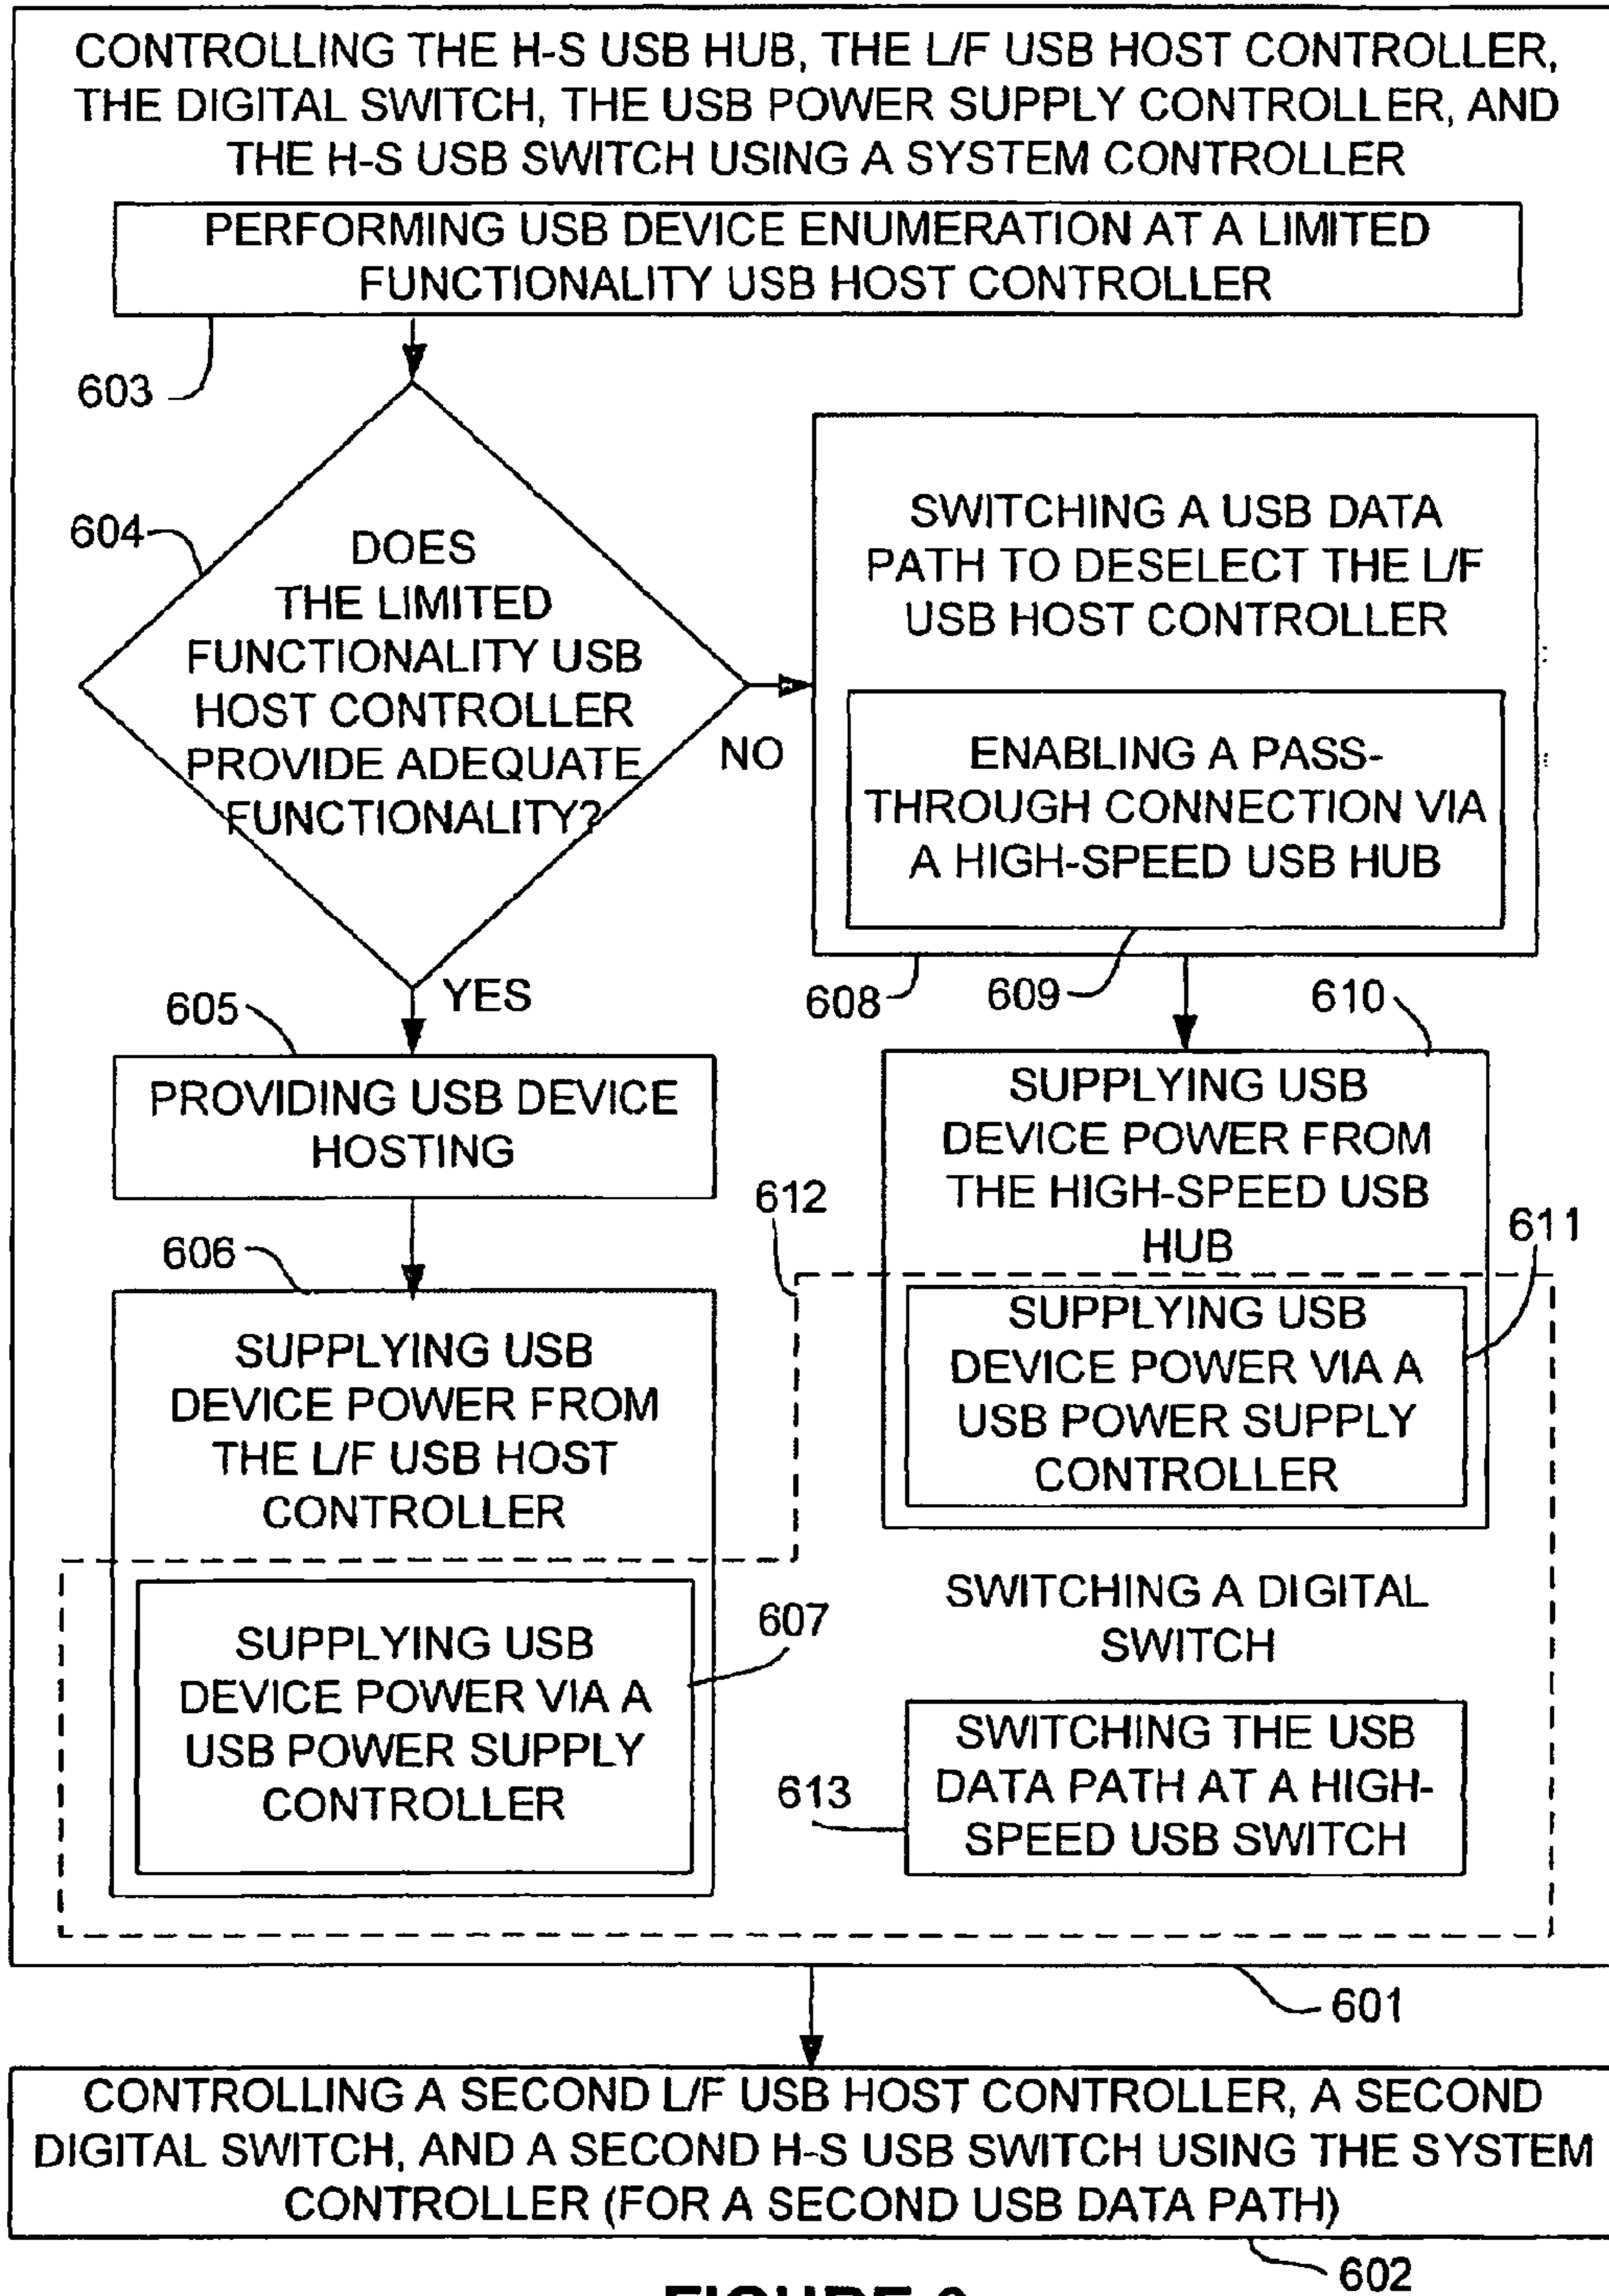 CONTROLLING THE H-S USB HUB, THE L/F USB HOST CONTROLLER,
THE DIGITAL SWITCH, THE USB POWER SUPPLY CONTROLLER, AND
THE H-S USB SWITCH USING A SYSTEM CONTROLLER
PERFORMING USB DEVICE ENUMERATION AT A LIMITED
FUNCTIONALITY USB HOST CONTROLLER
603
604
DOES
THE LIMITED
FUNCTIONALITY USB
HOST CONTROLLER
PROVIDE ADEQUATE
FUNCTIONALITY?
NO
YES
SWITCHING A USB DATA
PATH TO DESELECT THE L/F
USB HOST CONTROLLER
ENABLING A PASS-
THROUGH CONNECTION VIA
A HIGH-SPEED USB HUB
608
609
610
605
PROVIDING USB DEVICE
HOSTING
606
SUPPLYING USB
DEVICE POWER FROM
THE L/F USB HOST
CONTROLLER
SUPPLYING USB
DEVICE POWER VIA A
USB POWER SUPPLY
CONTROLLER
607
612
SUPPLYING USB
DEVICE POWER FROM
THE HIGH-SPEED USB
HUB
611
SUPPLYING USB
DEVICE POWER VIA A
USB POWER SUPPLY
CONTROLLER
SWITCHING A DIGITAL
SWITCH
613
SWITCHING THE USB
DATA PATH AT A HIGH-
SPEED USB SWITCH
601
CONTROLLING A SECOND L/F USB HOST CONTROLLER, A SECOND
DIGITAL SWITCH, AND A SECOND H-S USB SWITCH USING THE SYSTEM
CONTROLLER (FOR A SECOND USB DATA PATH)
602